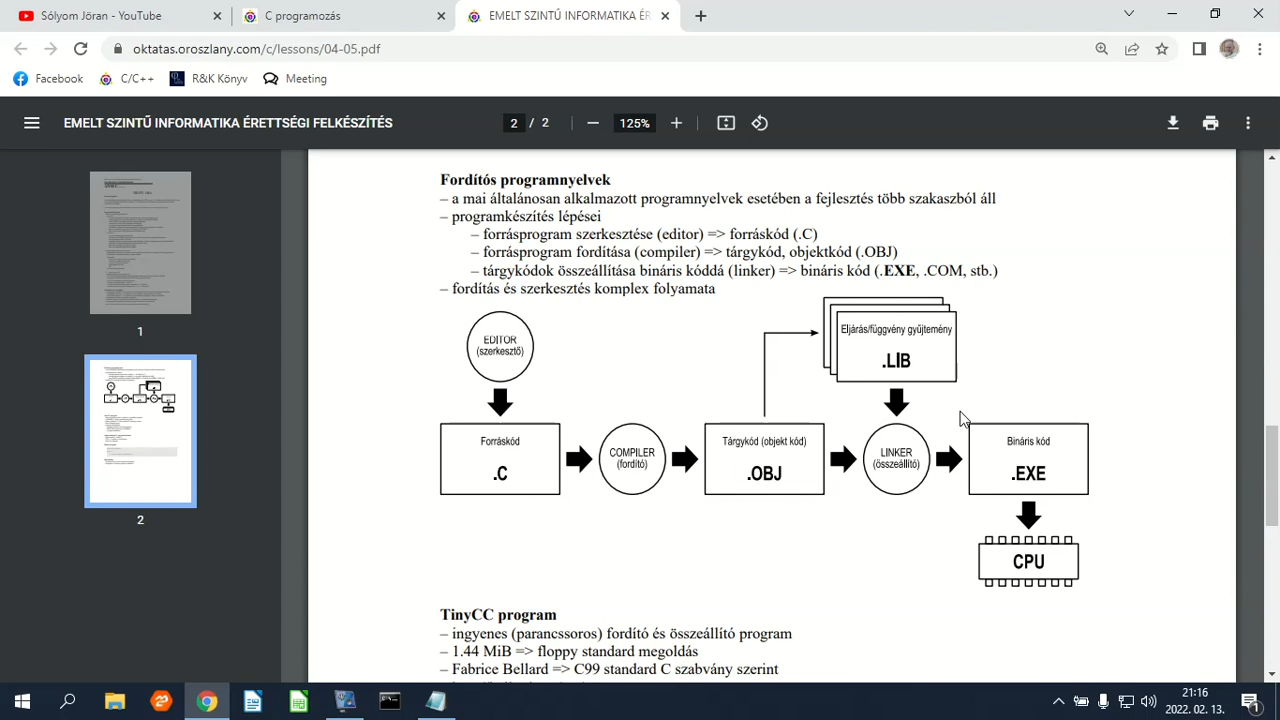 Sólyom Jöran - YouTube
C programozás
EMELT SZINTŰ INFORMATIKA ÉR
oktatas.oroszlany.com/c/lessons/04-05.pdf
Facebook
C/C++
R&K Könyv
Meeting
EMELT SZINTŰ INFORMATIKA ÉRETTSÉGI FELKÉSZÍTÉS
2 / 2
125%
1
2
Fordítós programnyelvek
– a mai általánosan alkalmazott programnyelvek esetében a fejlesztés több szakaszból áll
– programkészítés lépései
– forrásprogram szerkesztése (editor) => forráskód (.C)
– forrásprogram fordítása (compiler) => tárgykód, objektkód (.OBJ)
– tárgykódok összeállítása bináris kóddá (linker) => bináris kód (.EXE, .COM, stb.)
– fordítás és szerkesztés komplex folyamata
EDITOR
(szerkesztő)
Eljárás/függvény gyűjtemény
.LIB
Forráskód
.C
COMPILER
(fordító)
Tárgykód (objekt kód)
.OBJ
LINKER
(összeállító)
Bináris kód
.EXE
CPU
TinyCC program
– ingyenes (parancssoros) fordító és összeállító program
– 1.44 MiB => floppy standard megoldás
– Fabrice Bellard => C99 standard C szabvány szerint
21:16
2022. 02. 13.
1